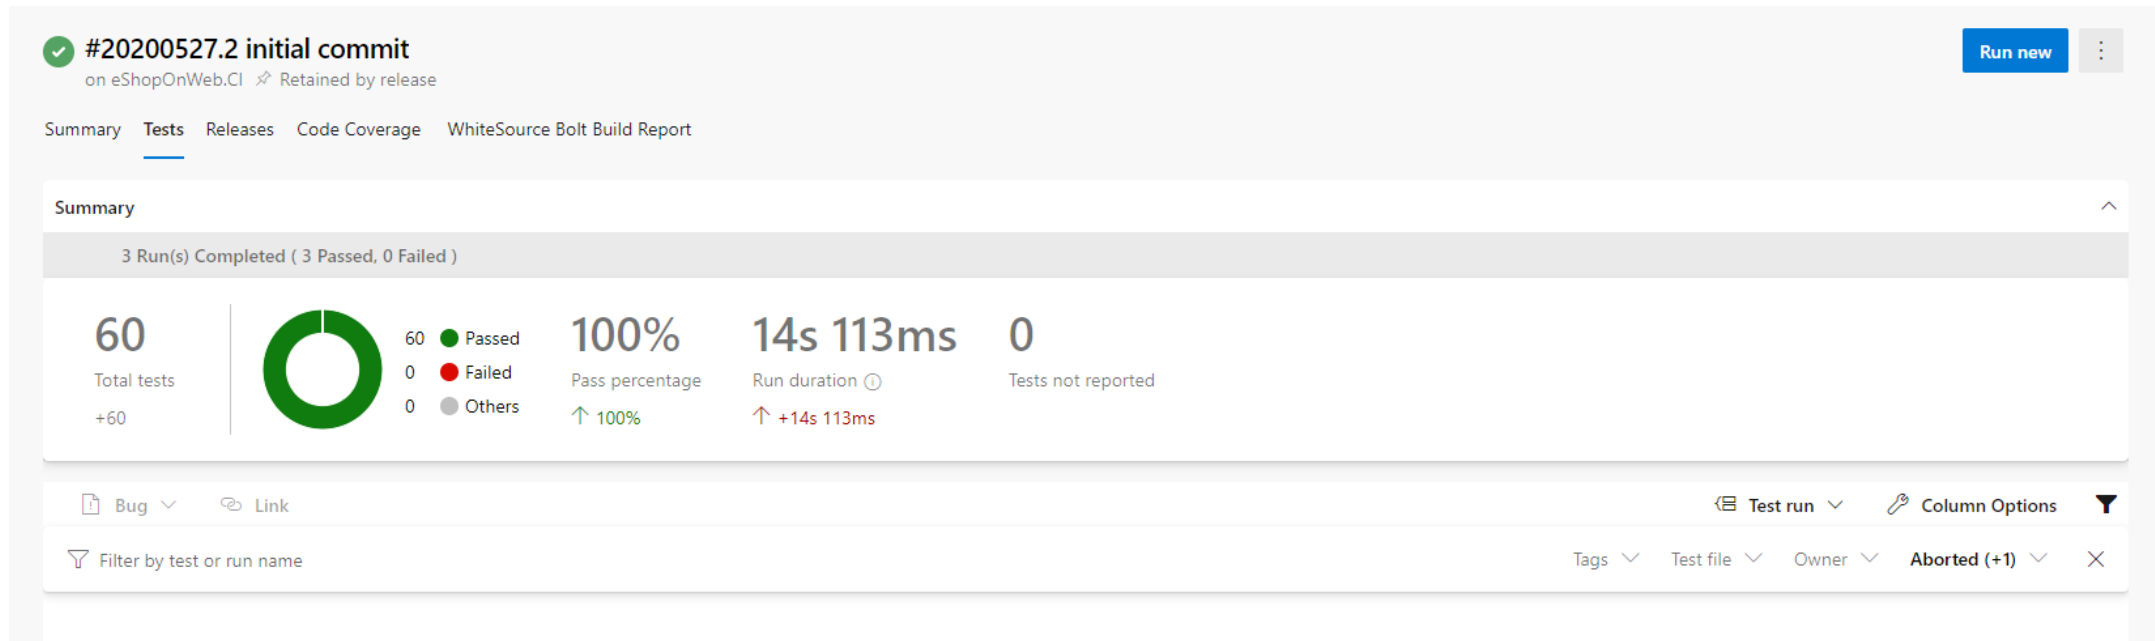 #20200527.2 initial commit
on eShopOnWeb.CI Retained by release
Run new
Summary Tests Releases Code Coverage WhiteSource Bolt Build Report
Summary
3 Run(s) Completed ( 3 Passed, 0 Failed )
60
Total tests
+60
60 Passed
0 Failed
0 Others
100%
Pass percentage
100%
14s 113ms
Run duration
+14s 113ms
0
Tests not reported
Bug Link Test run Column Options
Filter by test or run name Tags Test file Owner Aborted (+1)